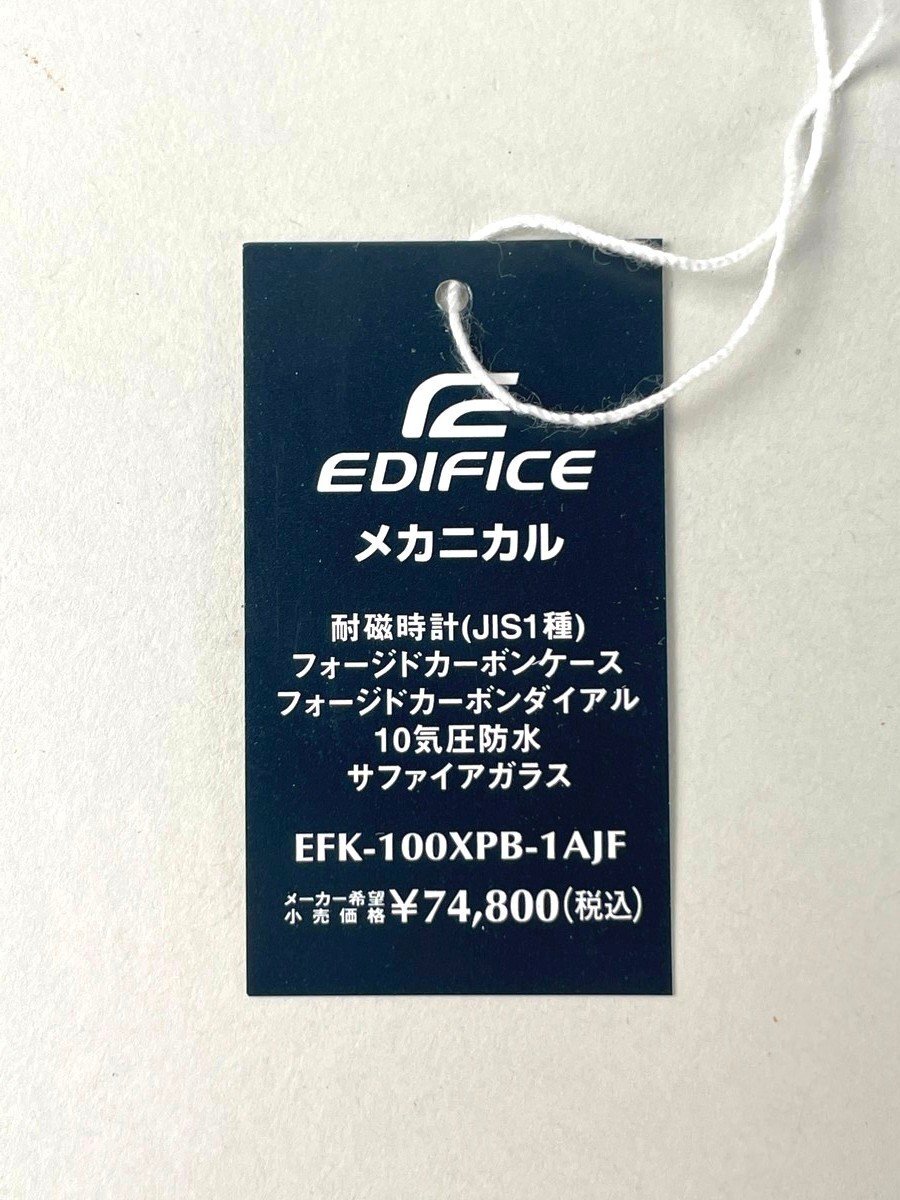 EDIFICE
メカニカル
耐磁時計(JIS1種)
フォージドカーボンケース
フォージドカーボンダイアル
10気圧防水
サファイアガラス
EFK-100XPB-1AJF
メーカー希望
小売価格 ¥74,800(税込)